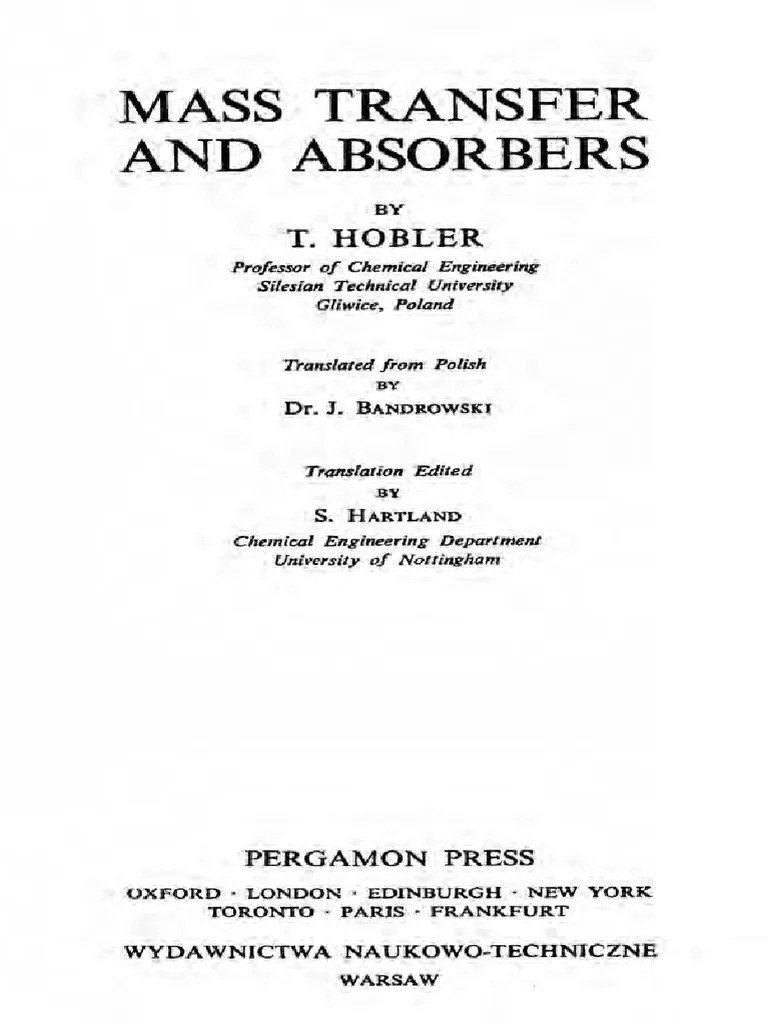 MASS TRANSFER
AND ABSORBERS
BY
T. HOBLER
Professor of Chemical Engineering
Silesian Technical University
Gliwice, Poland
Translated from Polish
BY
Dr. J. BANDROWSKI
Translation Edited
BY
S. HARTLAND
Chemical Engineering Department
University of Nottingham
PERGAMON PRESS
OXFORD · LONDON · EDINBURGH · NEW YORK
TORONTO · PARIS · FRANKFURT
WYDAWNICTWA NAUKOWO-TECHNICZNE
WARSAW